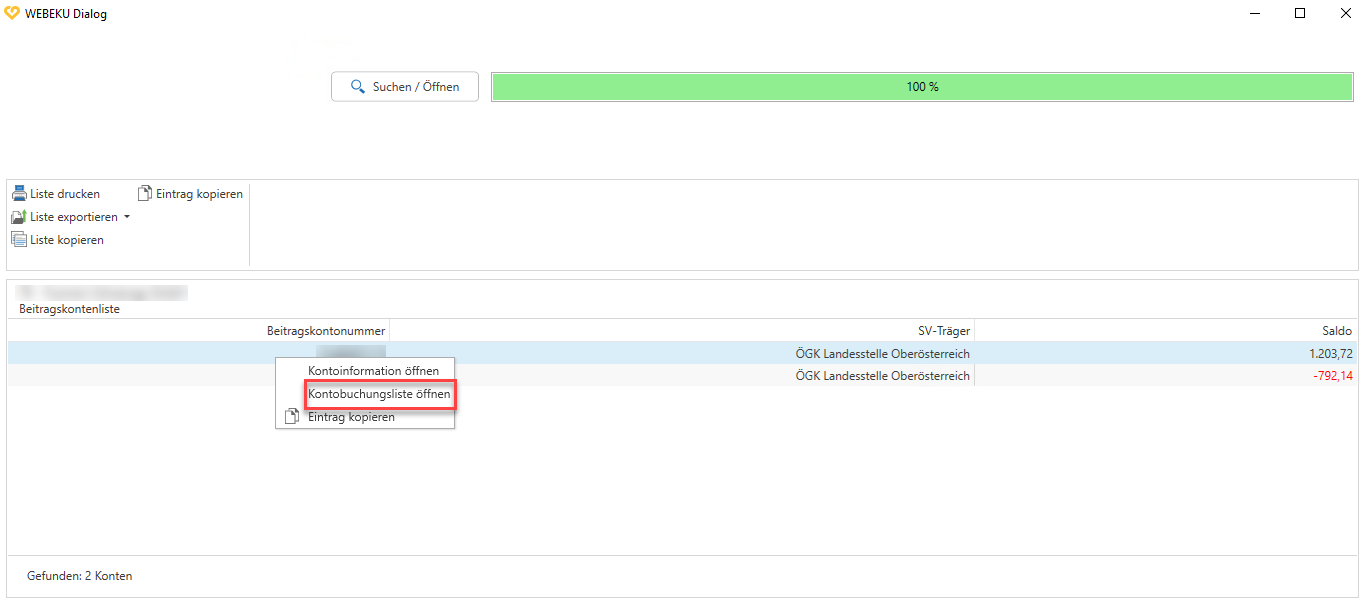 WEBEKU Dialog
Suchen / Öffnen
100 %
Liste drucken
Eintrag kopieren
Liste exportieren
Liste kopieren
Beitragskontenliste
Beitragskontonummer SV-Träger Saldo
ÖGK Landesstelle Oberösterreich 1.203,72
ÖGK Landesstelle Oberösterreich -792,14
Kontoinformation öffnen
Kontobuchungsliste öffnen
Eintrag kopieren
Gefunden: 2 Konten